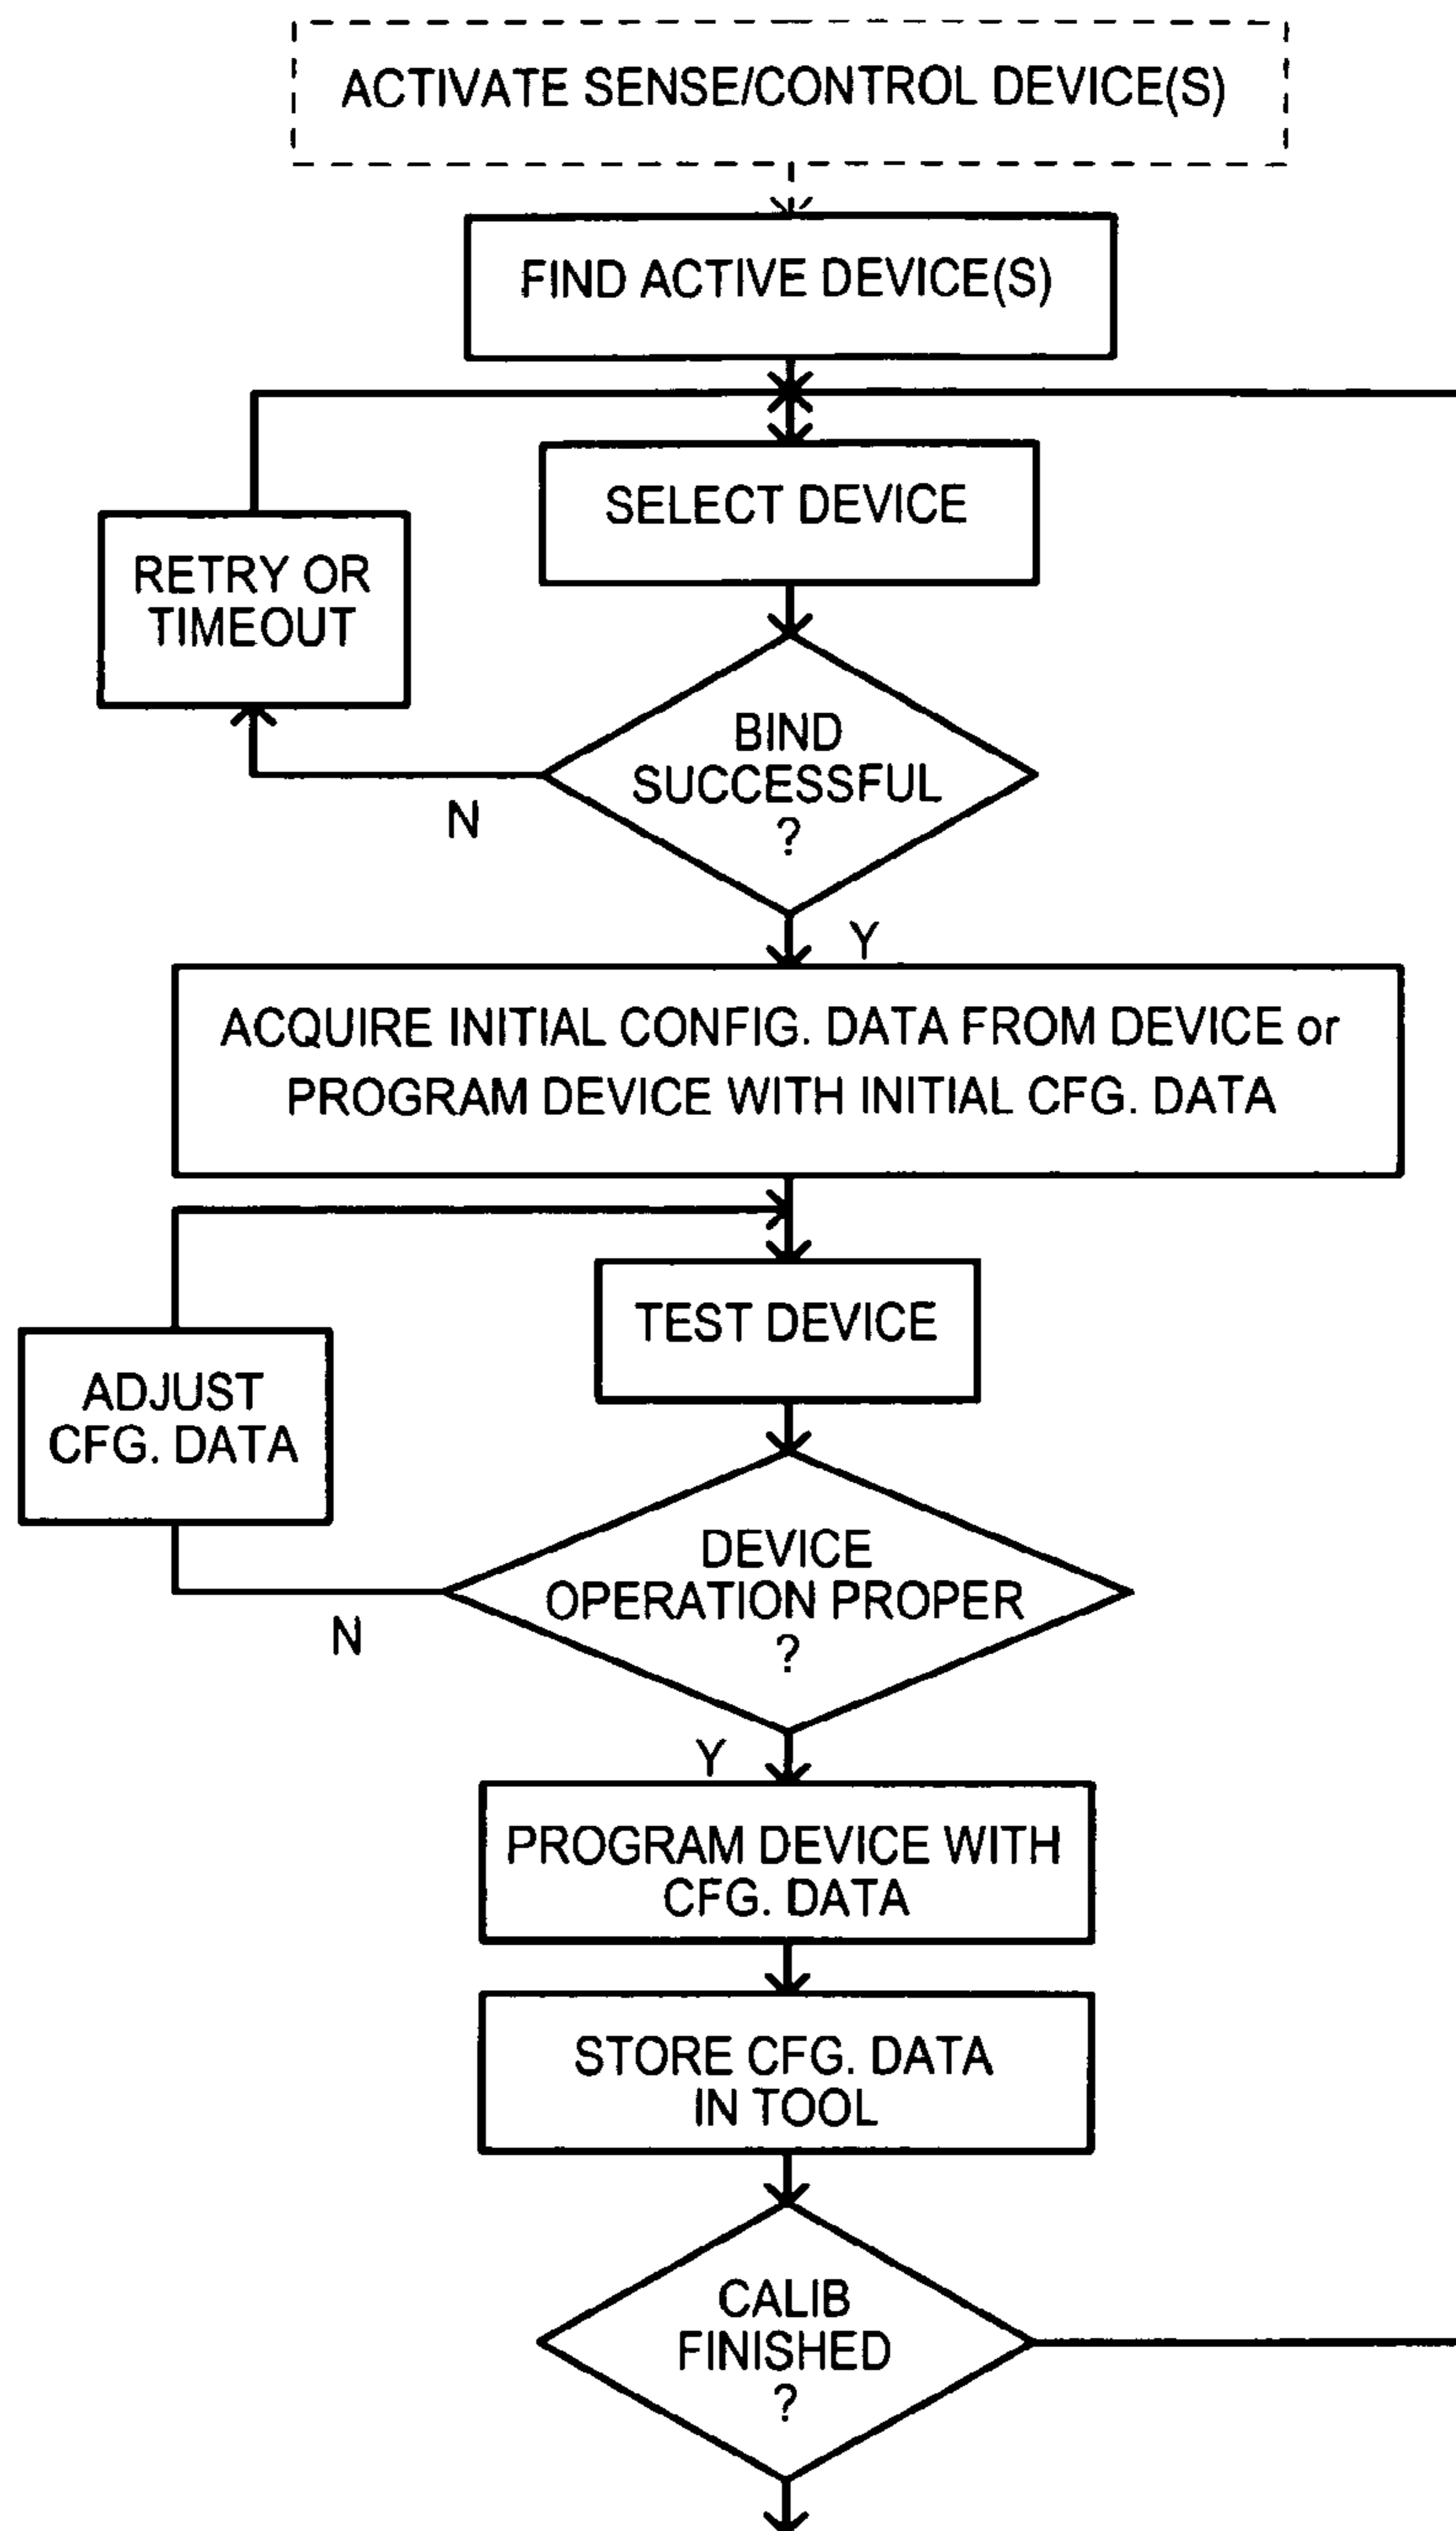 ACTIVATE SENSE/CONTROL DEVICE(S)
FIND ACTIVE DEVICE(S)
SELECT DEVICE
RETRY OR
TIMEOUT
BIND
SUCCESSFUL
?
N
Y
ACQUIRE INITIAL CONFIG. DATA FROM DEVICE or
PROGRAM DEVICE WITH INITIAL CFG. DATA
TEST DEVICE
ADJUST
CFG. DATA
DEVICE
OPERATION PROPER
?
N
Y
PROGRAM DEVICE WITH
CFG. DATA
STORE CFG. DATA
IN TOOL
CALIB
FINISHED
?